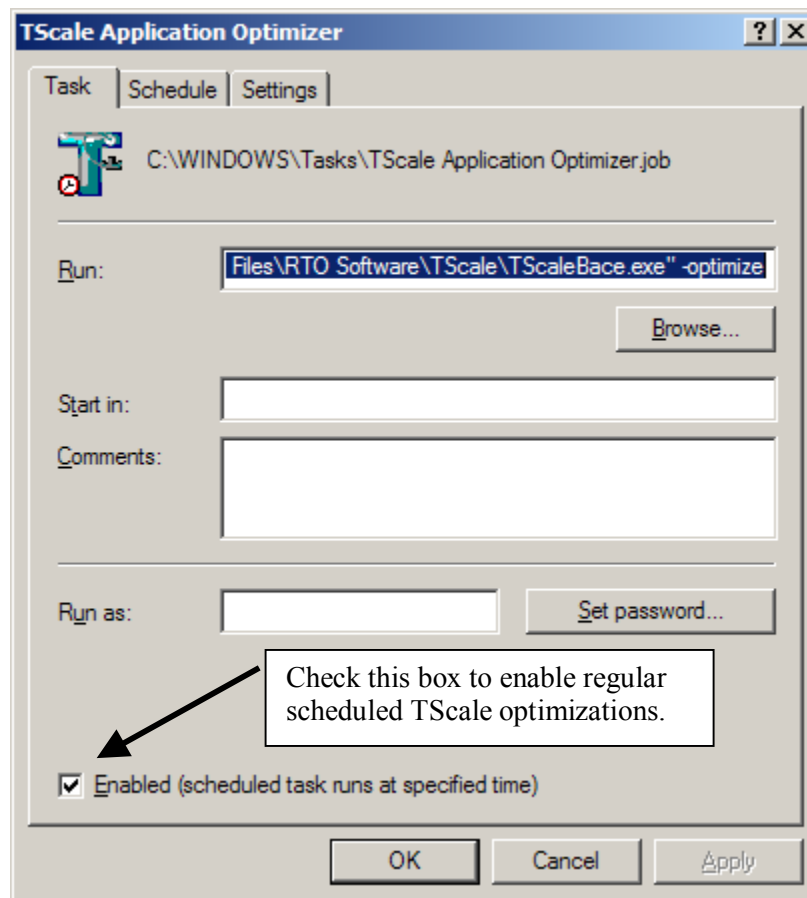 TScale Application Optimizer
Task Schedule Settings
C:\WINDOWS\Tasks\TScale Application Optimizer.job
Run: Files\RTO Software\TScale\TScaleBace.exe" -optimize
Browse...
Start in:
Comments:
Run as: Set password...
Check this box to enable regular
scheduled TScale optimizations.
Enabled (scheduled task runs at specified time)
OK Cancel Apply